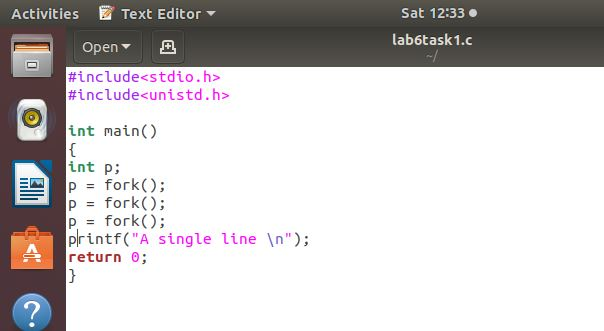 Activities Text Editor Sat 12:33
Open lab6task1.c
~/
#include<stdio.h>
#include<unistd.h>
int main()
{
int p;
p = fork();
p = fork();
p = fork();
printf("A single line \n");
return 0;
}